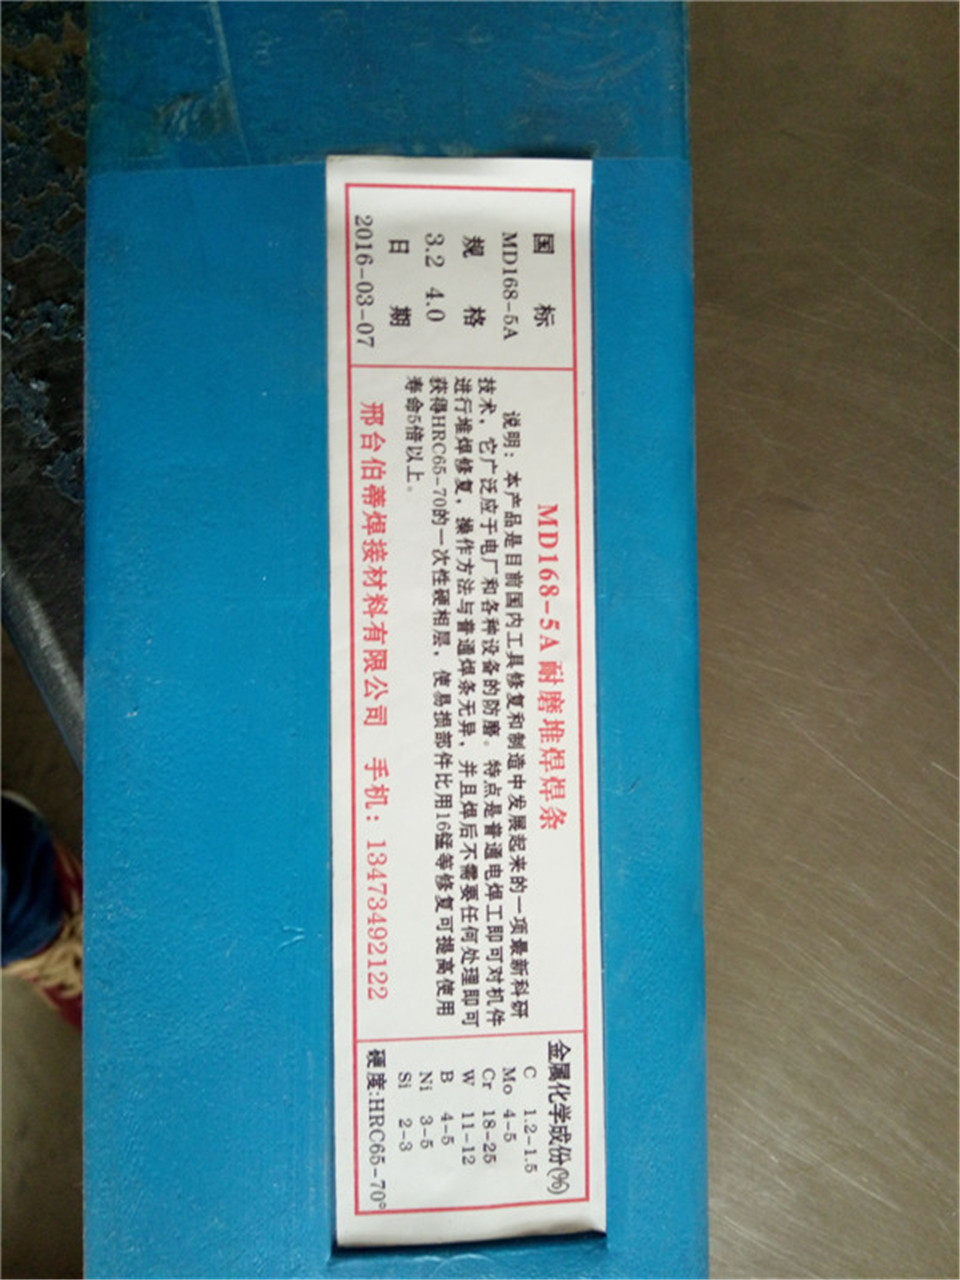 国 标
MD168-5A
规 格
3.2 4.0
日 期
2016-03-07
MD168-5A耐磨堆焊焊条
说明：本产品是目前国内工具修复和制造中发展起来的一项最新科研
技术，它广泛应于电厂和各种设备的防磨。特点是普通电焊工即可对机件
进行堆焊修复，操作方法与普通焊条无异，并且焊后不需要任何处理即可
获得HRC65-70的一次性硬相层，使易损部件比用16锰等修复可提高使用
寿命5倍以上。
邢台伯蒂焊接材料有限公司 手机：13473492122
金属化学成份(%)
C 1.2-1.5
Mo 4-5
Cr 18-25
W 11-12
B 4-5
Ni 3-5
Si 2-3
硬度:HRC65-70°